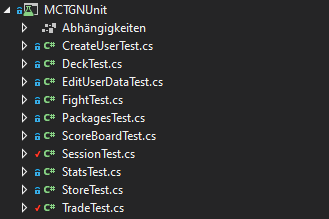 MCTGNUnit
Abhängigkeiten
C# CreateUserTest.cs
C# DeckTest.cs
C# EditUserDataTest.cs
C# FightTest.cs
C# PackagesTest.cs
C# ScoreBoardTest.cs
C# SessionTest.cs
C# StatsTest.cs
C# StoreTest.cs
C# TradeTest.cs